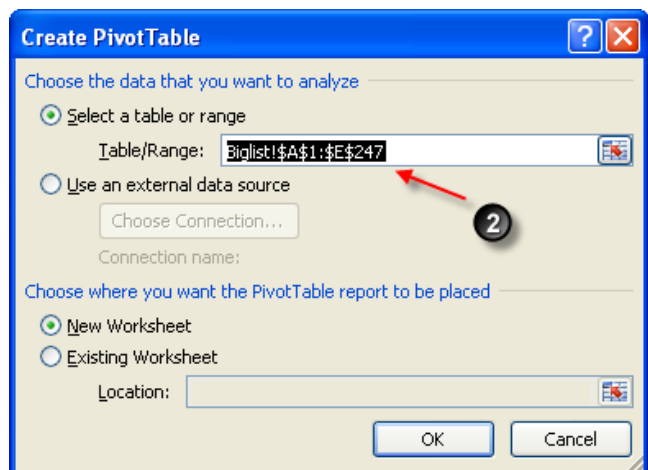 Create PivotTable
Choose the data that you want to analyze
Select a table or range
Table/Range: Biglist!$A$1:$E$247
Use an external data source
Choose Connection...
Connection name:
2
Choose where you want the PivotTable report to be placed
New Worksheet
Existing Worksheet
Location:
OK Cancel